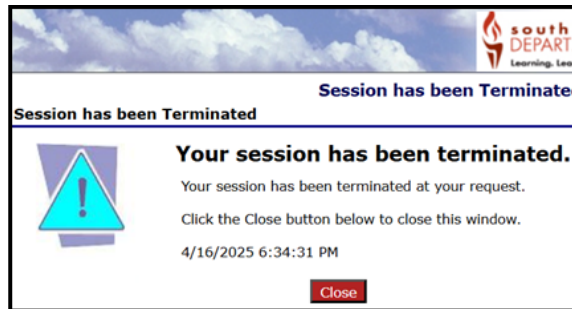 south
DEPART
Learning. Lea
Session has been Terminate
Session has been Terminated
Your session has been terminated.
Your session has been terminated at your request.
Click the Close button below to close this window.
4/16/2025 6:34:31 PM
Close